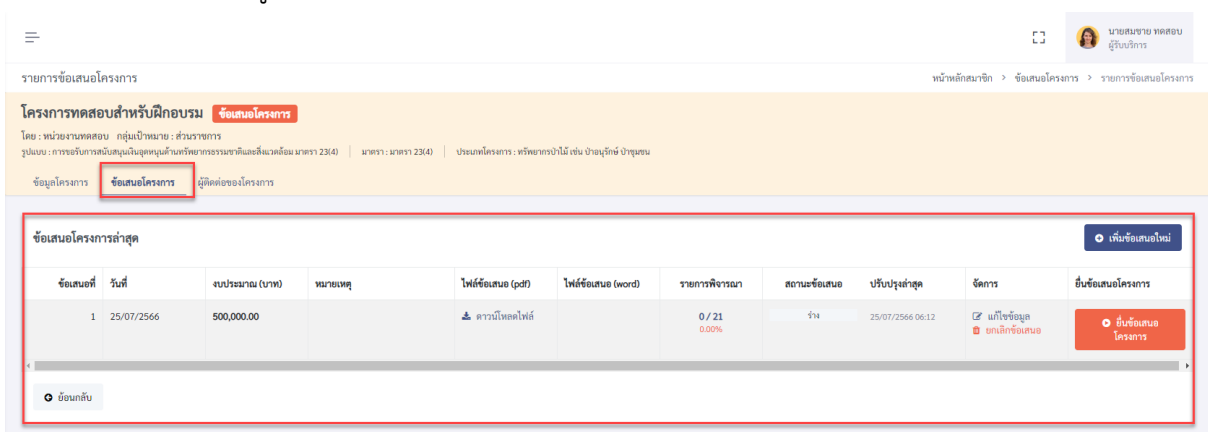 นายสมชาย ทดสอบ
ผู้รับบริการ
รายการข้อเสนอโครงการ
หน้าหลักสมาชิก > ข้อเสนอโครงการ > รายการข้อเสนอโครงการ
โครงการทดสอบสำหรับฝึกอบรม ข้อเสนอโครงการ
โดย : หน่วยงานทดสอบ กลุ่มเป้าหมาย : ส่วนราชการ
รูปแบบ : การขอรับการสนับสนุนเงินอุดหนุนด้านทรัพยากรธรรมชาติและสิ่งแวดล้อม มาตรา 23(4) มาตรา : มาตรา 23(4) ประเภทโครงการ : ทรัพยากรป่าไม้ เช่น ป่าอนุรักษ์ ป่าชุมชน
ข้อมูลโครงการ ข้อเสนอโครงการ ผู้ติดต่อของโครงการ
ข้อเสนอโครงการล่าสุด
เพิ่มข้อเสนอใหม่
ข้อเสนอที่ วันที่ งบประมาณ (บาท) หมายเหตุ ไฟล์ข้อเสนอ (pdf) ไฟล์ข้อเสนอ (word) รายการพิจารณา สถานะข้อเสนอ ปรับปรุงล่าสุด จัดการ ยื่นข้อเสนอโครงการ
1 25/07/2566 500,000.00 ดาวน์โหลดไฟล์ 0 / 21 ร่าง 25/07/2566 06:12 แก้ไขข้อมูล
0.00% ยกเลิกข้อเสนอ
ยื่นข้อเสนอ
โครงการ
ย้อนกลับ